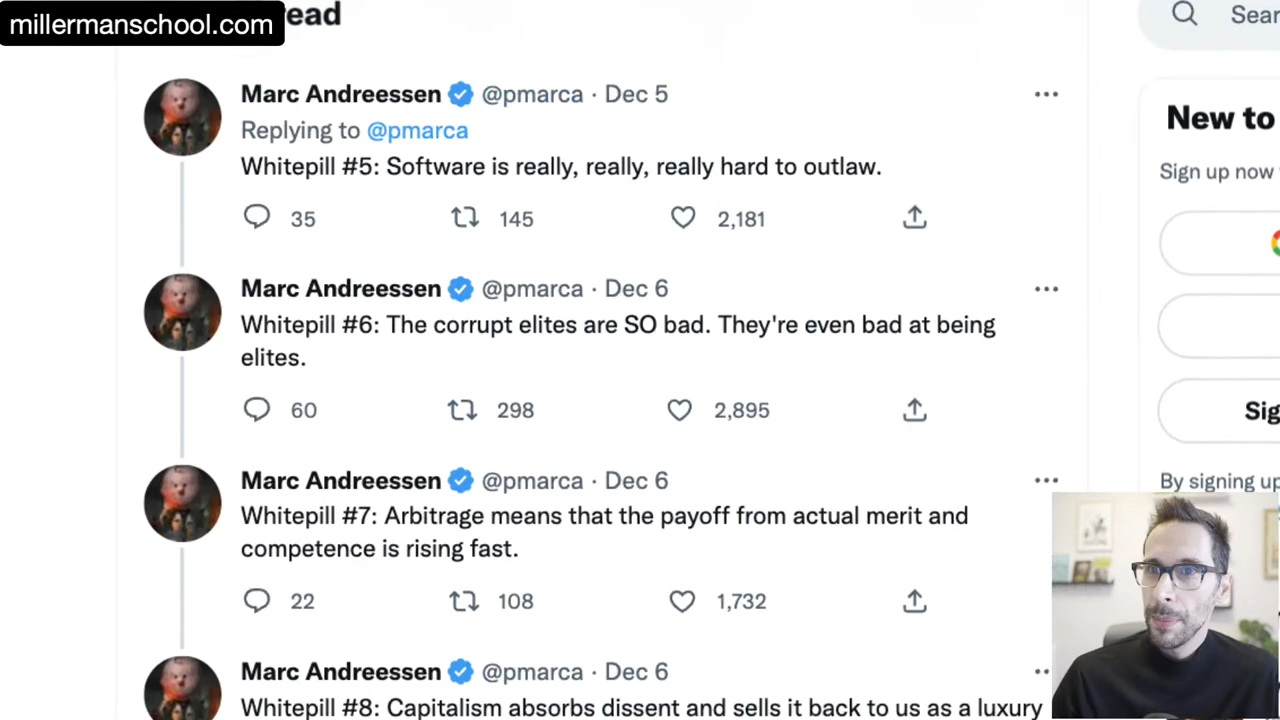 millermanschool.com
read
Sear
Marc Andreessen @pmarca · Dec 5
Replying to @pmarca
Whitepill #5: Software is really, really, really hard to outlaw.
35 145 2,181
New to
Sign up now
Marc Andreessen @pmarca · Dec 6
Whitepill #6: The corrupt elites are SO bad. They're even bad at being
elites.
60 298 2,895
Sig
By signing up
Marc Andreessen @pmarca · Dec 6
Whitepill #7: Arbitrage means that the payoff from actual merit and
competence is rising fast.
22 108 1,732
Marc Andreessen @pmarca · Dec 6
Whitepill #8: Capitalism absorbs dissent and sells it back to us as a luxury